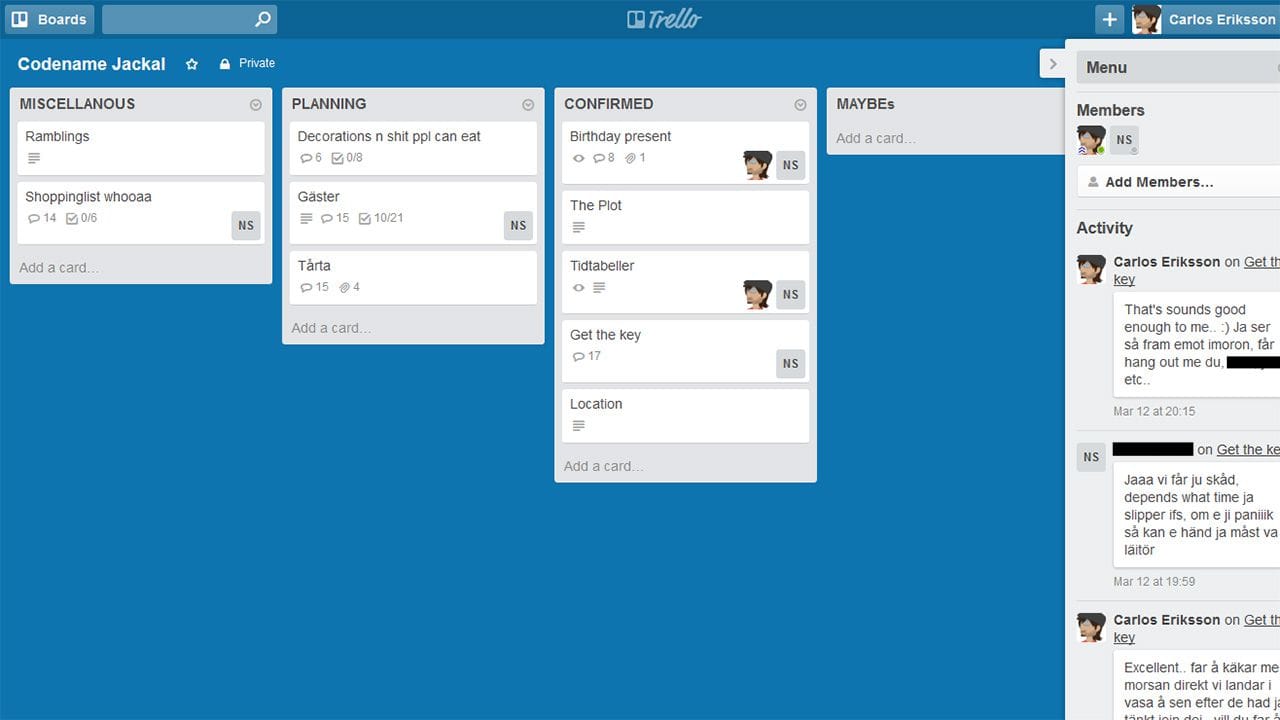 Boards
Trello
Carlos Eriksson
Codename Jackal
Private
MISCELLANOUS
Ramblings
Shoppinglist whooaa
14 0/6
NS
Add a card…
PLANNING
Decorations n shit ppl can eat
6 0/8
Gäster
15 10/21
NS
Tårta
15 4
Add a card…
CONFIRMED
Birthday present
8 1
NS
The Plot
Tidtabeller
NS
Get the key
17
NS
Location
Add a card…
MAYBEs
Add a card…
Menu
Members
NS
Add Members…
Activity
Carlos Eriksson on Get the
key
That's sounds good
enough to me.. :) Ja ser
så fram emot imoron, får
hang out me du,
etc..
Mar 12 at 20:15
NS
on Get the ke
Jaaa vi får ju skåd,
depends what time ja
slipper ifs, om e ji paniiik
så kan e händ ja måst va
läitör
Mar 12 at 19:59
Carlos Eriksson on Get th
key
Excellent.. far å käkar me
morsan direkt vi landar i
vasa å sen efter de had ja